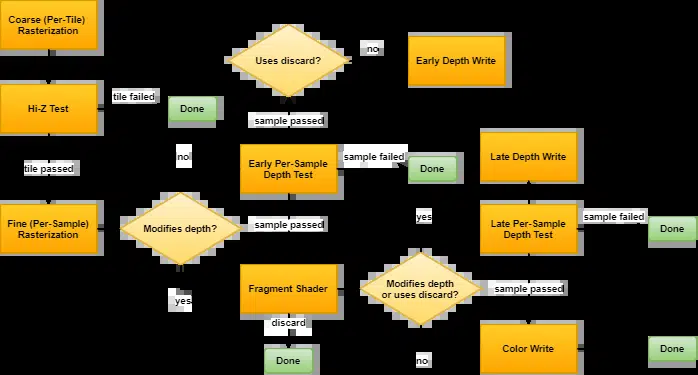 Coarse (Per-Tile)
Rasterization
Uses discard?
no
Early Depth Write
Hi-Z Test
tile failed
Done
sample passed
no
tile passed
Early Per-Sample
Depth Test
sample failed
Done
Late Depth Write
Fine (Per-Sample)
Rasterization
Modifies depth?
sample passed
yes
Late Per-Sample
Depth Test
sample failed
Done
yes
Fragment Shader
Modifies depth
or uses discard?
sample passed
discard
Done
no
Color Write
Done